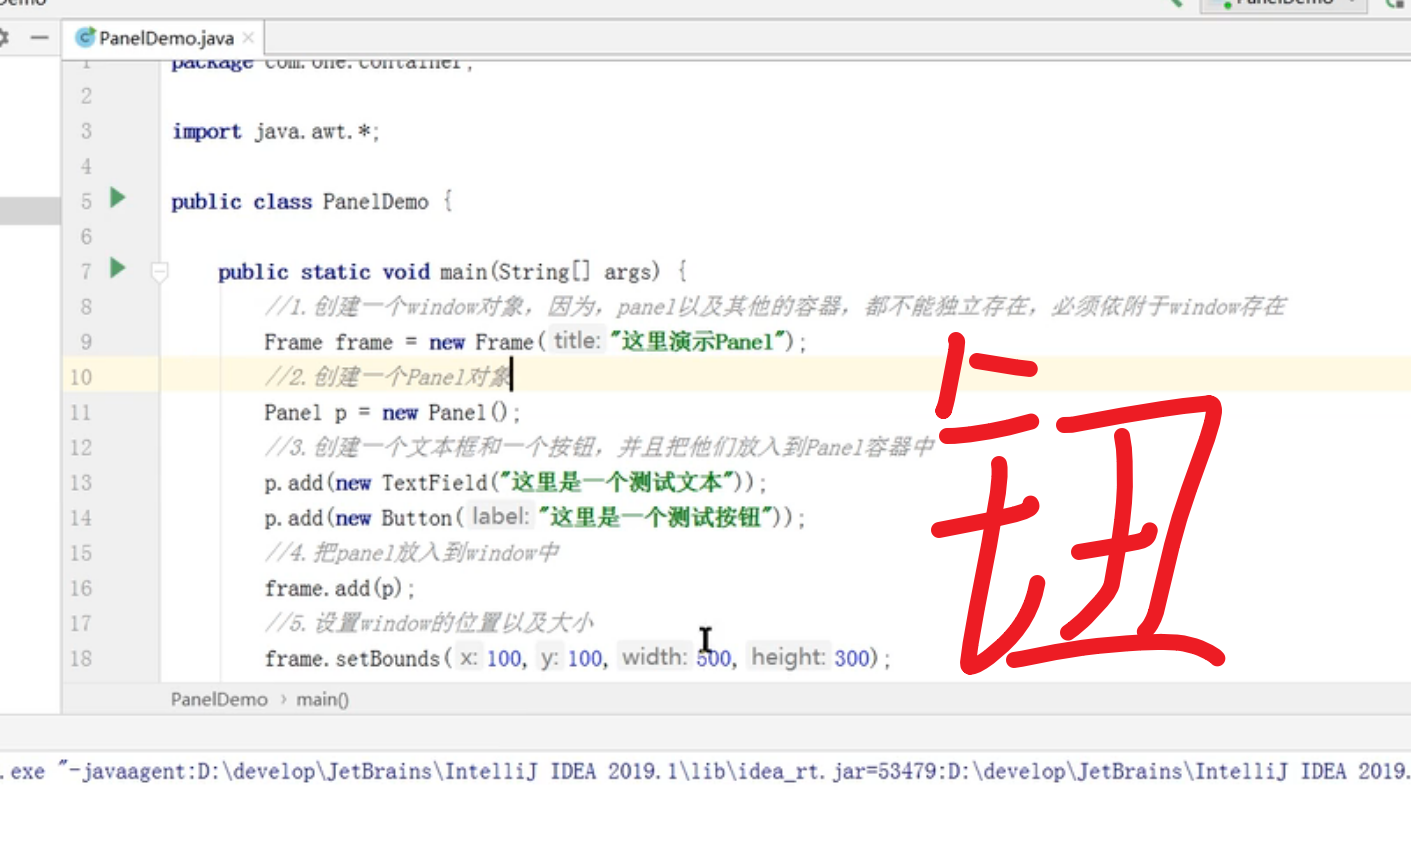 PanelDemo
PanelDemo.java
1 package com.one.container;
2
3 import java.awt.*;
4
5 public class PanelDemo {
6
7 public static void main(String[] args) {
8 //1.创建一个window对象，因为，panel以及其他的容器，都不能独立存在，必须依附于window存在
9 Frame frame = new Frame( title: "这里演示Panel");
10 //2.创建一个Panel对象
11 Panel p = new Panel();
12 //3.创建一个文本框和一个按钮，并且把他们放入到Panel容器中
13 p.add(new TextField("这里是一个测试文本"));
14 p.add(new Button( label: "这里是一个测试按钮"));
15 //4.把panel放入到window中
16 frame.add(p);
17 //5.设置window的位置以及大小
18 frame.setBounds( x: 100, y: 100, width: 500, height: 300);
钮
PanelDemo › main()
.exe "-javaagent:D:\develop\JetBrains\IntelliJ IDEA 2019.1\lib\idea_rt.jar=53479:D:\develop\JetBrains\IntelliJ IDEA 2019.